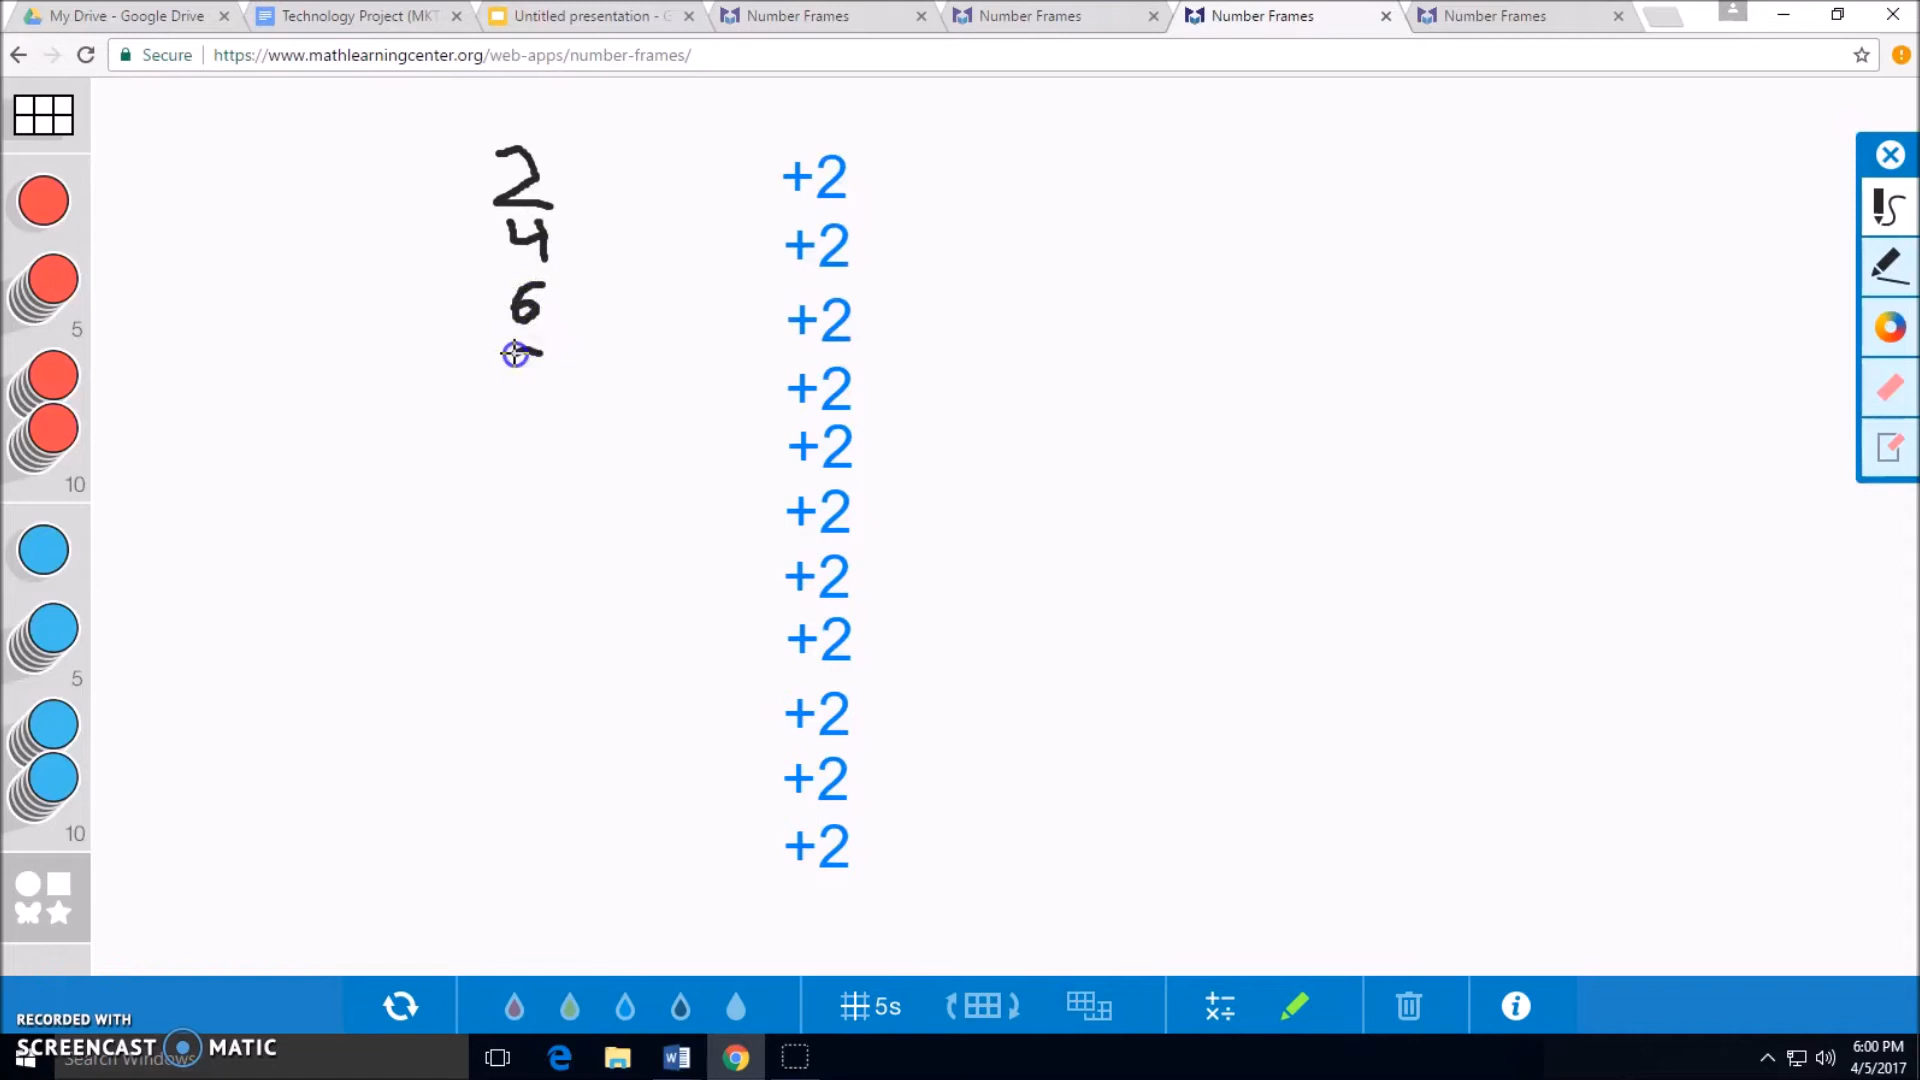 My Drive - Google Drive
Technology Project (MKT
Untitled presentation - G
Number Frames
Number Frames
Number Frames
Number Frames
Secure
https://www.mathlearningcenter.org/web-apps/number-frames/
2
4
6
+2
+2
+2
+2
+2
+2
+2
+2
+2
+2
+2
5
10
5
10
5s
RECORDED WITH
SCREENCAST MATIC
Search Windows
6:00 PM
4/5/2017